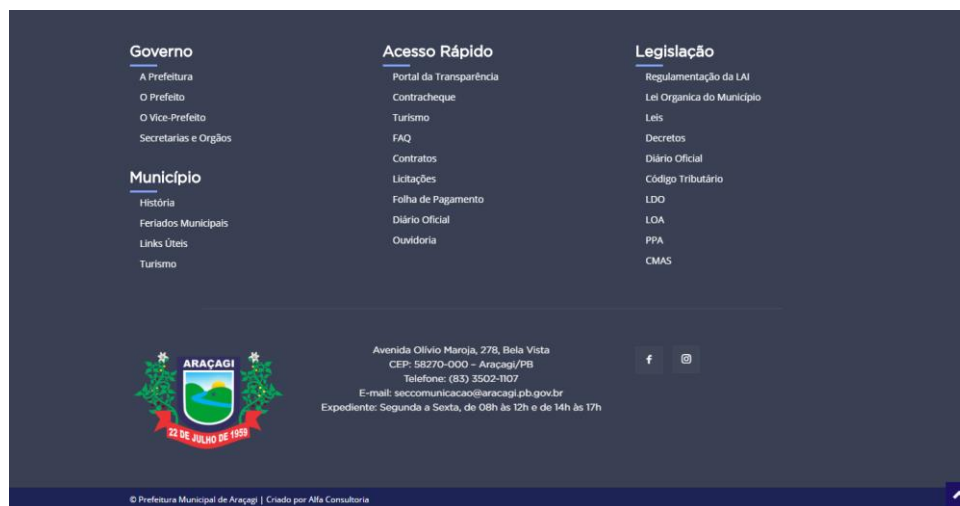 Governo
A Prefeitura
O Prefeito
O Vice-Prefeito
Secretarias e Orgãos
Município
História
Feriados Municipais
Links Úteis
Turismo
Acesso Rápido
Portal da Transparência
Contracheque
Turismo
FAQ
Contratos
Licitações
Folha de Pagamento
Diário Oficial
Ouvidoria
Legislação
Regulamentação da LAI
Lei Organica do Município
Leis
Decretos
Diário Oficial
Código Tributário
LDO
LOA
PPA
CMAS
ARAÇAGI
22 DE JULHO DE 1959
Avenida Olívio Maroja, 278, Bela Vista
CEP: 58270-000 – Araçagi/PB
Telefone: (83) 3502-1107
E-mail: seccomunicacao@aracagi.pb.gov.br
Expediente: Segunda a Sexta, de 08h às 12h e de 14h às 17h
© Prefeitura Municipal de Araçagi | Criado por Alfa Consultoria